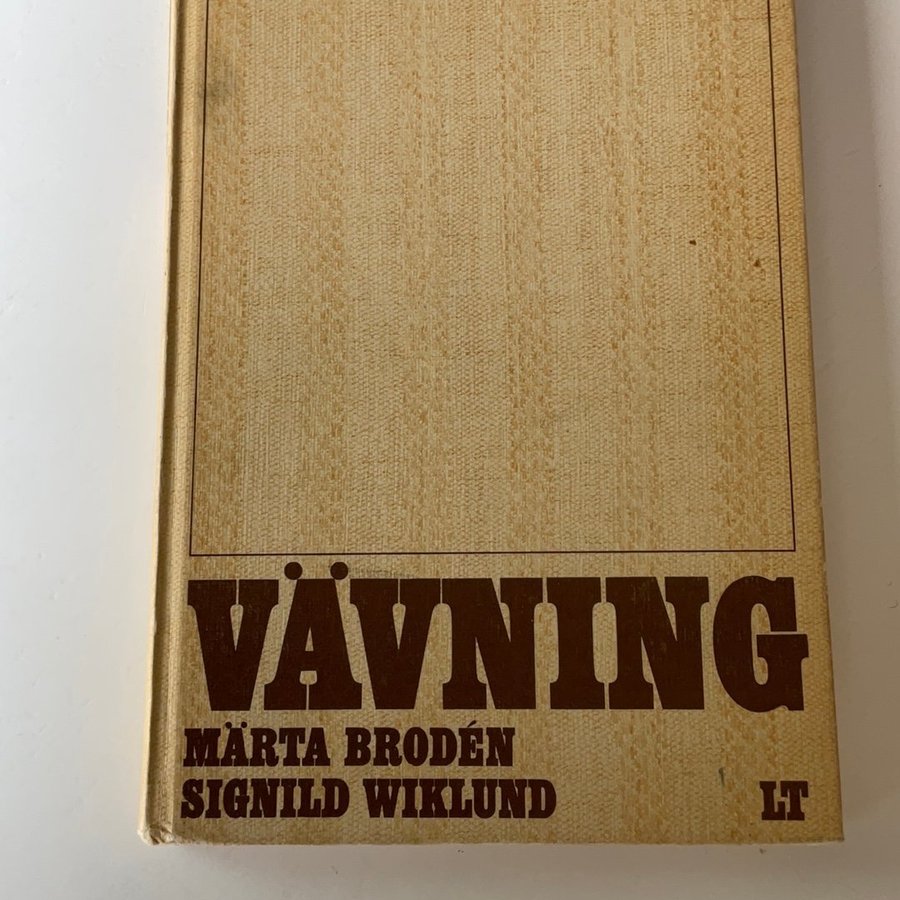 VÄVNING
MÄRTA BRODÉN
SIGNILD WIKLUND
LT